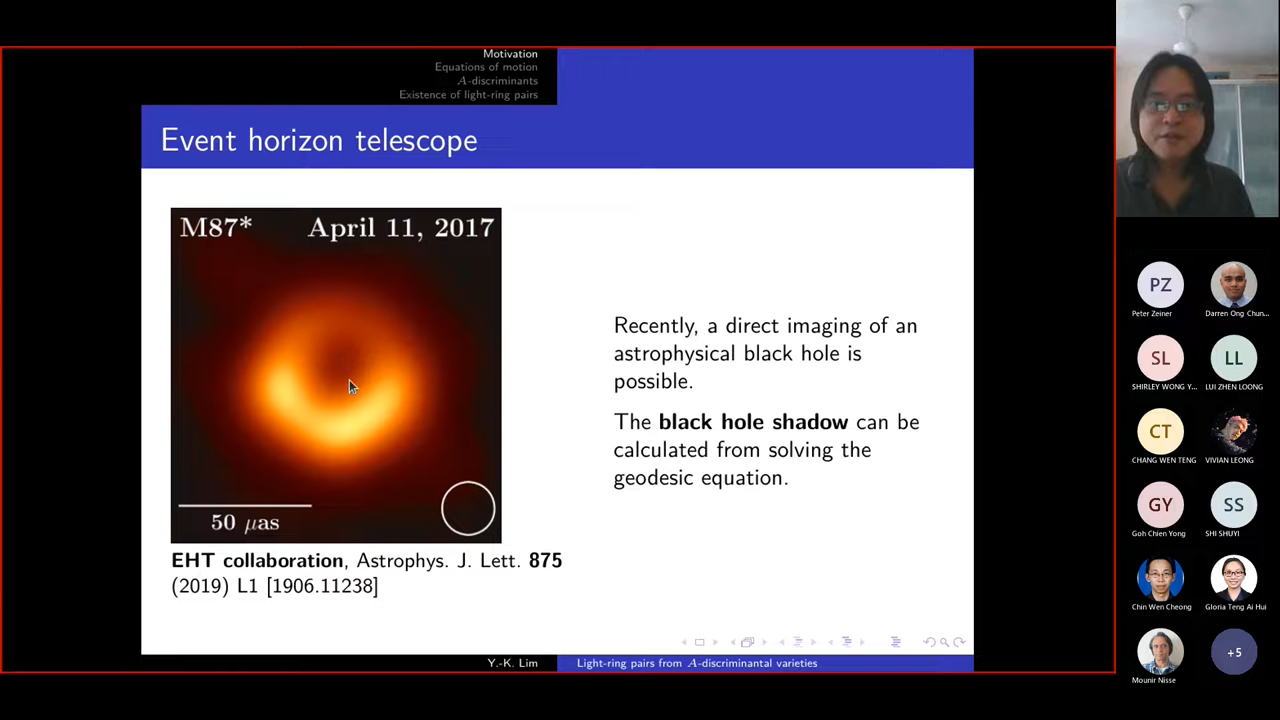 Motivation
Equations of motion
A-discriminants
Existence of light-ring pairs
Event horizon telescope
M87* April 11, 2017
50 μas
EHT collaboration, Astrophys. J. Lett. 875
(2019) L1 [1906.11238]
Recently, a direct imaging of an
astrophysical black hole is
possible.
The black hole shadow can be
calculated from solving the
geodesic equation.
Y.-K. Lim
Light-ring pairs from A-discriminantal varieties
PZ
Peter Zeiner
Darren Ong Chun...
SL
SHIRLEY WONG Y...
LL
LUI ZHEN LOONG
CT
CHANG WEN TENG
VIVIAN LEONG
GY
Goh Chien Yong
SS
SHI SHUYI
Chin Wen Cheong
Gloria Teng Ai Hui
Mounir Nisse
+5